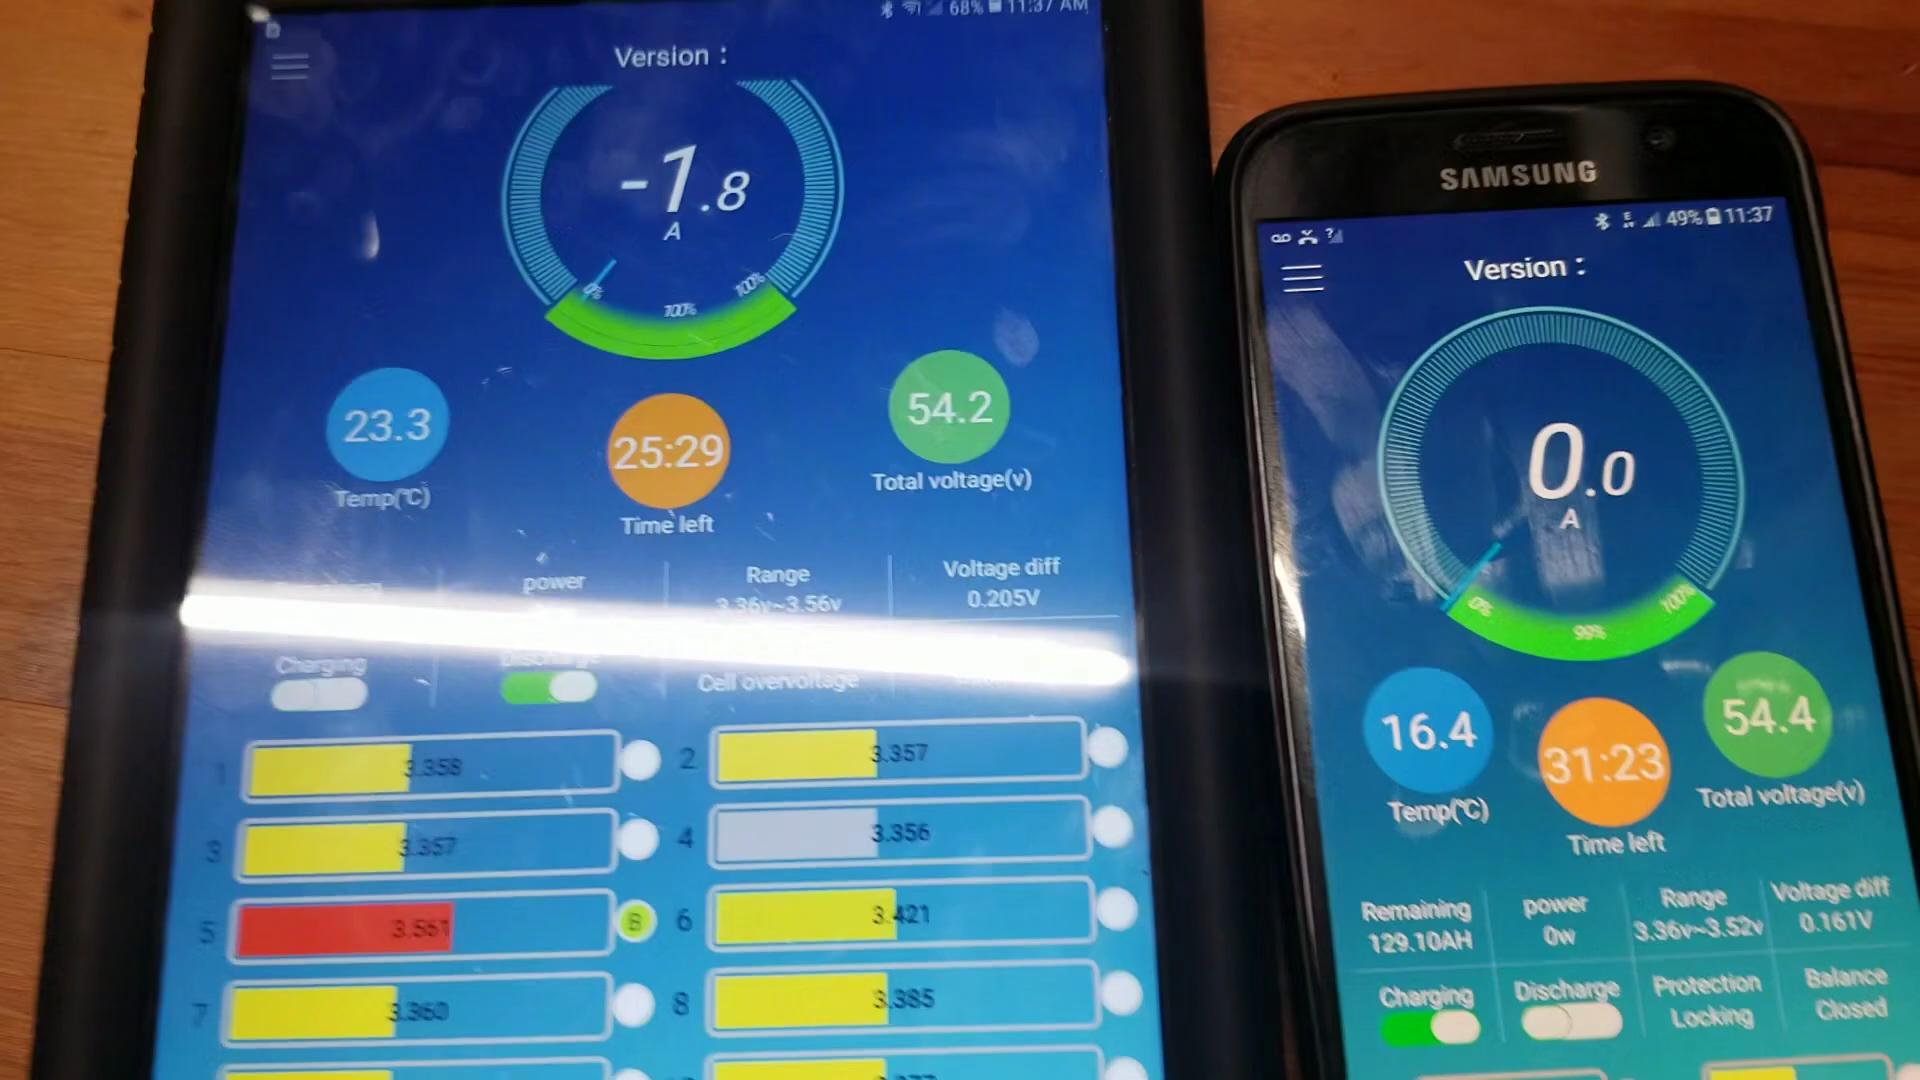 68% 11:37 AM
Version :
-1.8
A
0%
100%
100%
23.3
Temp(℃)
25:29
Time left
54.2
Total voltage(v)
power
Range
3.36v~3.56v
Voltage diff
0.205V
Charging
Discharge
Cell overvoltage
1 3.358
2 3.357
3 3.357
4 3.356
5 3.561 B
6 3.421
7 3.360
8 3.385
SAMSUNG
49% 11:37
Version :
0.0
A
0%
99%
100%
16.4
Temp(℃)
31:23
Time left
54.4
Total voltage(v)
Remaining
129.10AH
power
0w
Range
3.36v~3.52v
Voltage diff
0.161V
Charging
Discharge
Protection
Locking
Balance
Closed